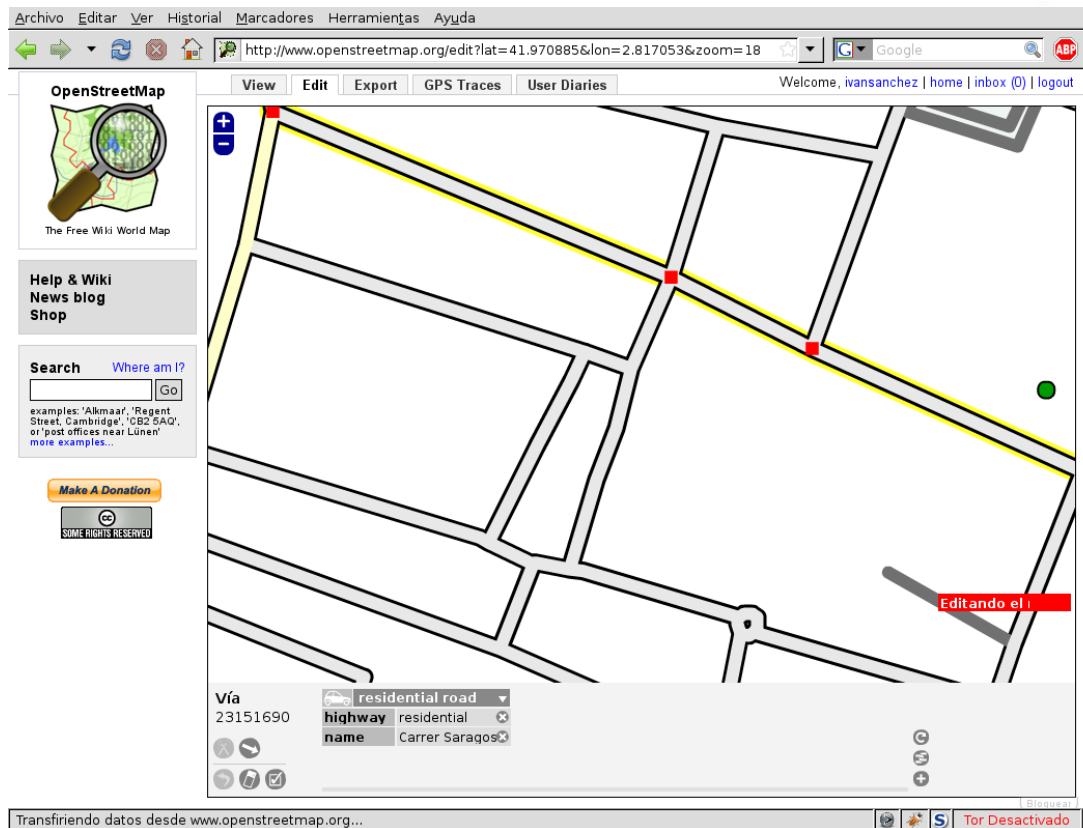 Archivo Editar Ver Historial Marcadores Herramientas Ayuda
http://www.openstreetmap.org/edit?lat=41.970885&lon=2.817053&zoom=18
G Google
ABP
OpenStreetMap
The Free Wiki World Map
View Edit Export GPS Traces User Diaries
Welcome, ivansanchez | home | inbox (0) | logout
+
−
Help & Wiki
News blog
Shop
Search Where am I?
Go
examples: 'Alkmaar', 'Regent
Street, Cambridge', 'CB2 5AQ',
or 'post offices near Lünen'
more examples...
Make A Donation
cc
SOME RIGHTS RESERVED
Editando el
Vía
23151690
residential road
highway residential
name Carrer Saragos
Bloquear
Transfiriendo datos desde www.openstreetmap.org...
S Tor Desactivado